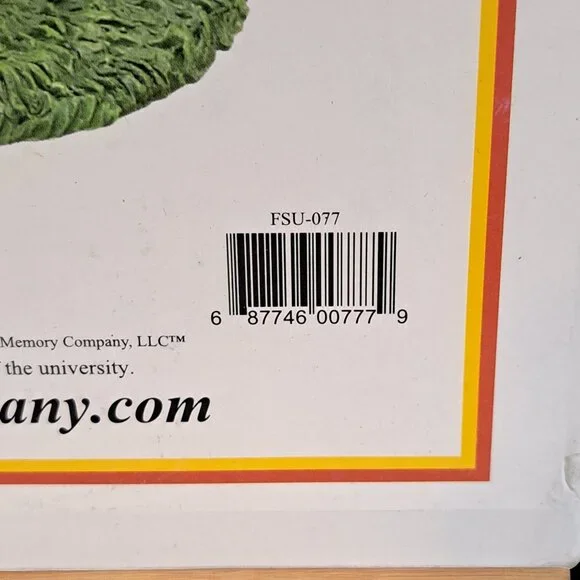 FSU-077
6 87746 00777 9
Memory Company, LLC™
the university.
any.com